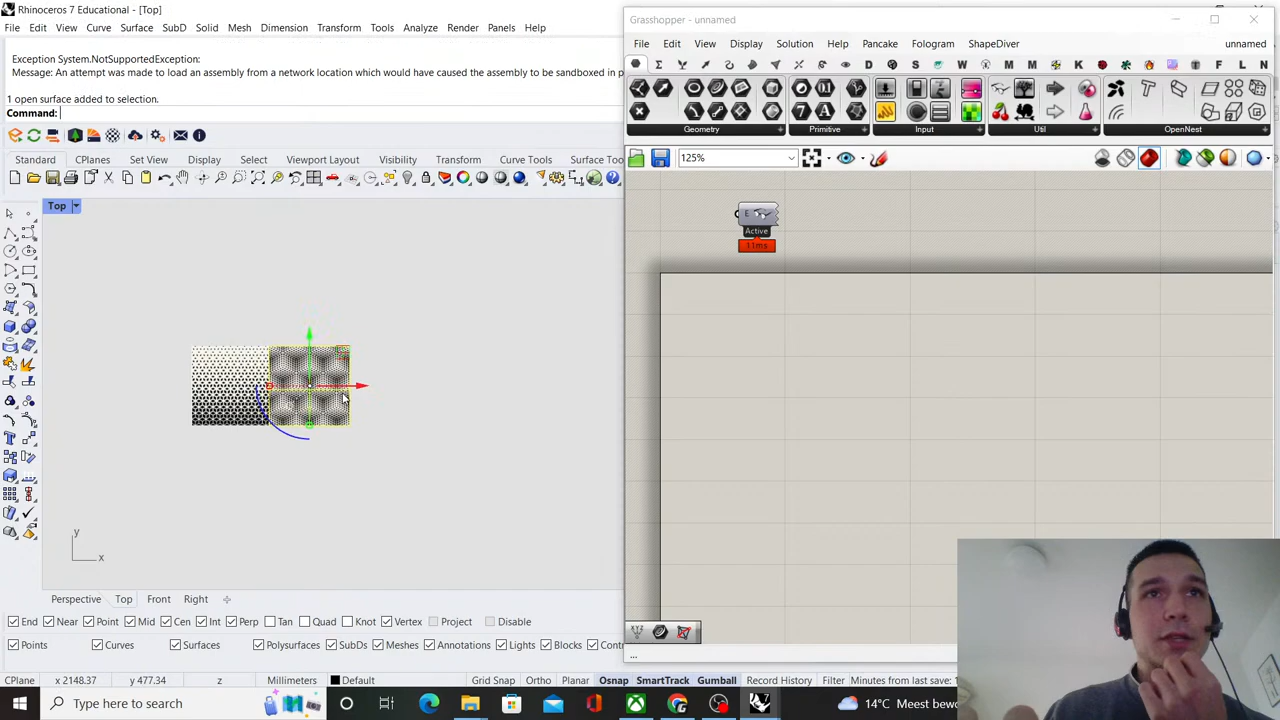 Rhinoceros 7 Educational - [Top]
File Edit View Curve Surface SubD Solid Mesh Dimension Transform Tools Analyze Render Panels
Exception System.NotSupportedException:
Message: An attempt was made to load an assembly from a network location which would have caused the assembly to be sandboxed in p
1 open surface added to selection.
Command:
Standard CPlanes Set View Display Select Viewport Layout Visibility Transform Curve Tools Surface Too
Top
y
x
Perspective Top Front Right
End Near Point Mid Cen Int Perp Tan Quad Knot Vertex Project Disable
Points Curves Surfaces Polysurfaces SubDs Meshes Annotations Lights Blocks Co
CPlane x 2148.37 y 477.34 z Millimeters Default Grid Snap Ortho Planar Osnap SmartTrack Gumball Record History Filter Minutes from last save: 1
Grasshopper - unnamed
File Edit View Display Solution Help Pancake Fologram ShapeDiver unnamed
D S W M M K F L N
Geometry Primitive Input Util OpenNest
125%
E
Active
11ms
...
Type here to search
14°C Meest bewo